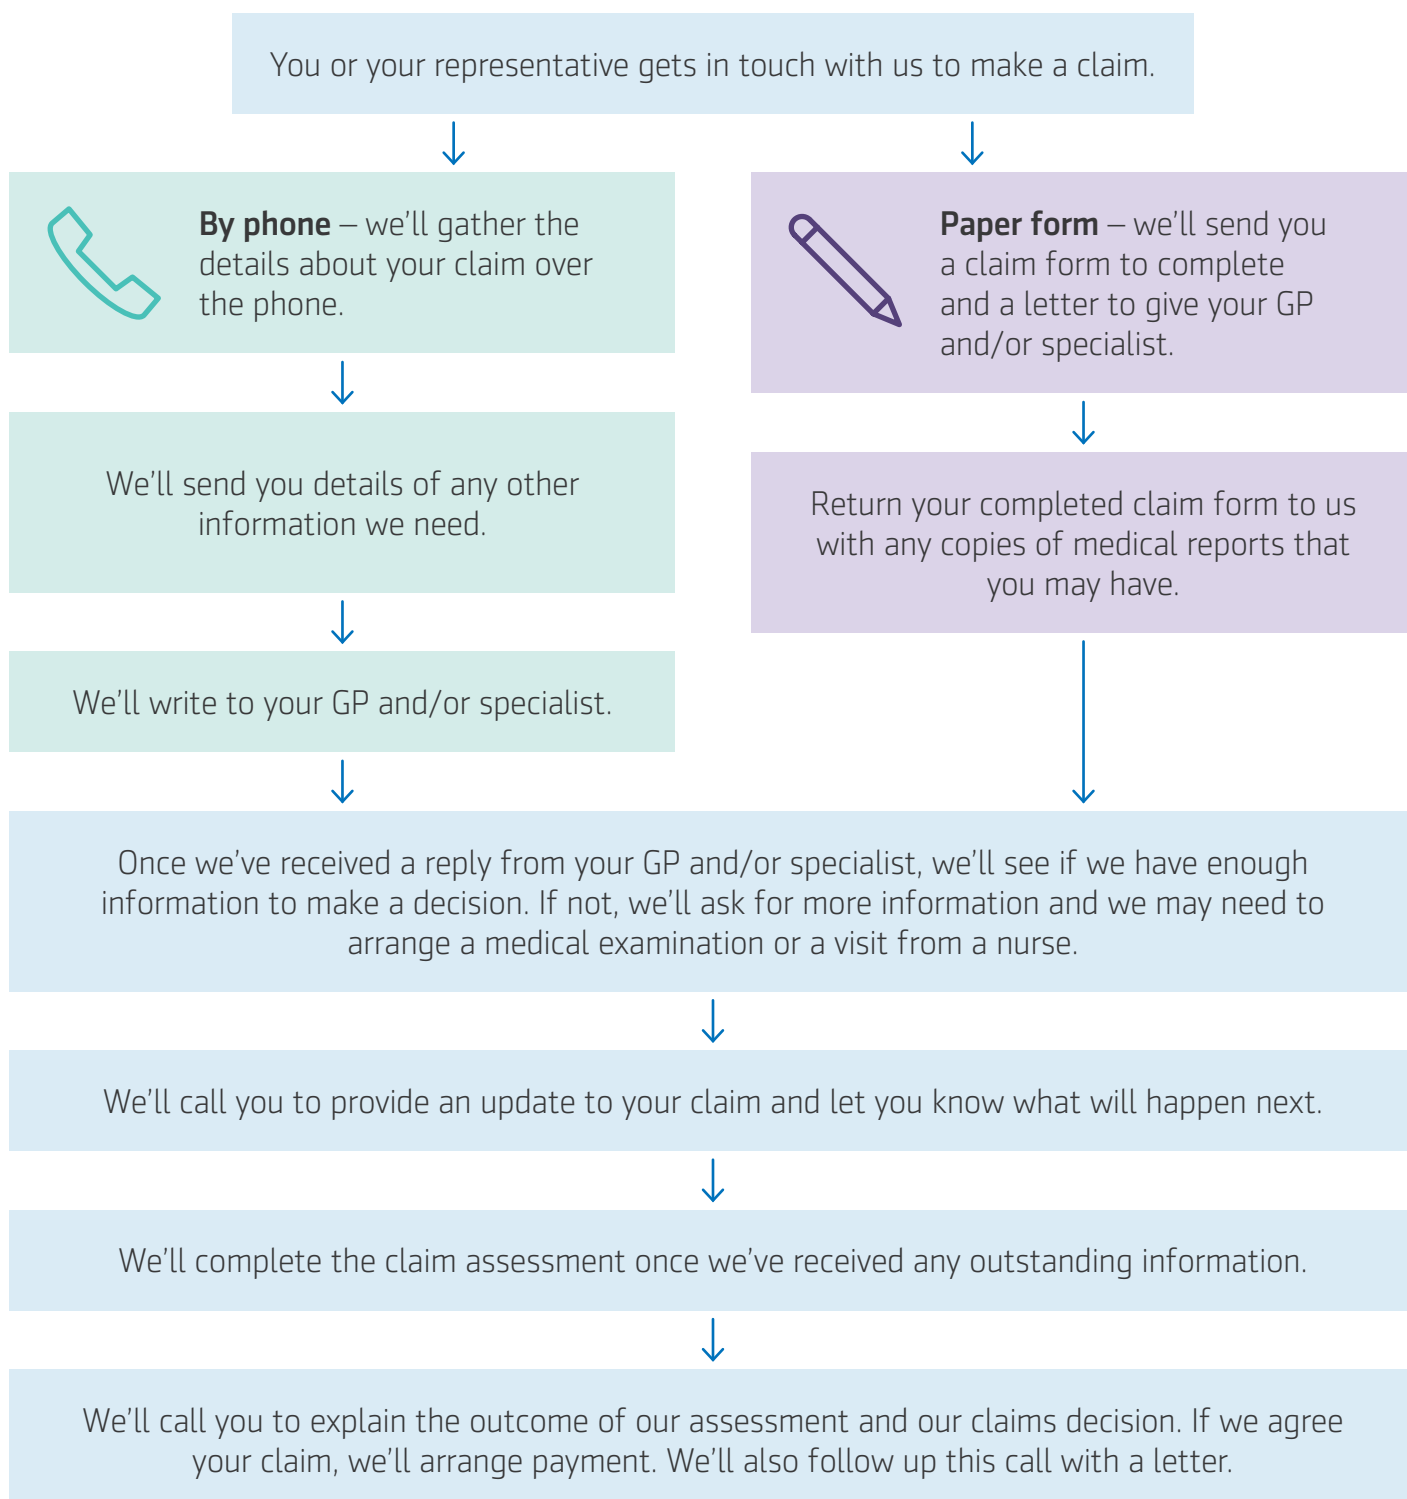 You or your representative gets in touch with us to make a claim.
By phone – we’ll gather the
details about your claim over
the phone.
We’ll send you details of any other
information we need.
We’ll write to your GP and/or specialist.
Paper form – we’ll send you
a claim form to complete
and a letter to give your GP
and/or specialist.
Return your completed claim form to us
with any copies of medical reports that
you may have.
Once we’ve received a reply from your GP and/or specialist, we’ll see if we have enough
information to make a decision. If not, we’ll ask for more information and we may need to
arrange a medical examination or a visit from a nurse.
We’ll call you to provide an update to your claim and let you know what will happen next.
We’ll complete the claim assessment once we’ve received any outstanding information.
We’ll call you to explain the outcome of our assessment and our claims decision. If we agree
your claim, we’ll arrange payment. We’ll also follow up this call with a letter.